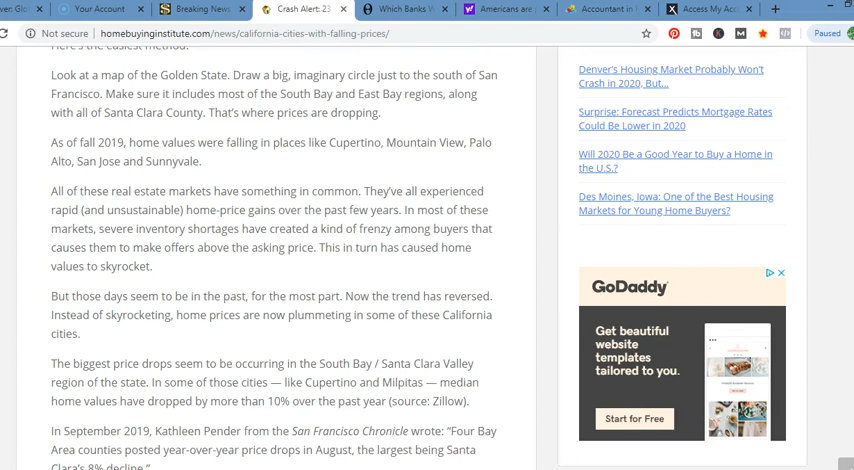 ver: Glo
Your Account
Breaking News
Crash Alert: 23
Which Banks W
Americans are
Accountant in
Access My Acc
Not secure
homebuyinginstitute.com/news/california-cities-with-falling-prices/
Paused
Here's the easiest method:
Look at a map of the Golden State. Draw a big, imaginary circle just to the south of San
Francisco. Make sure it includes most of the South Bay and East Bay regions, along
with all of Santa Clara County. That's where prices are dropping.
As of fall 2019, home values were falling in places like Cupertino, Mountain View, Palo
Alto, San Jose and Sunnyvale.
All of these real estate markets have something in common. They've all experienced
rapid (and unsustainable) home-price gains over the past few years. In most of these
markets, severe inventory shortages have created a kind of frenzy among buyers that
causes them to make offers above the asking price. This in turn has caused home
values to skyrocket.
But those days seem to be in the past, for the most part. Now the trend has reversed.
Instead of skyrocketing, home prices are now plummeting in some of these California
cities.
The biggest price drops seem to be occurring in the South Bay / Santa Clara Valley
region of the state. In some of those cities — like Cupertino and Milpitas — median
home values have dropped by more than 10% over the past year (source: Zillow).
In September 2019, Kathleen Pender from the San Francisco Chronicle wrote: “Four Bay
Area counties posted year-over-year price drops in August, the largest being Santa
Clara's 8% decline.”
Denver's Housing Market Probably Won't
Crash in 2020, But...
Surprise: Forecast Predicts Mortgage Rates
Could Be Lower in 2020
Will 2020 Be a Good Year to Buy a Home in
the U.S.?
Des Moines, Iowa: One of the Best Housing
Markets for Young Home Buyers?
GoDaddy
Get beautiful
website
templates
tailored to you.
Start for Free